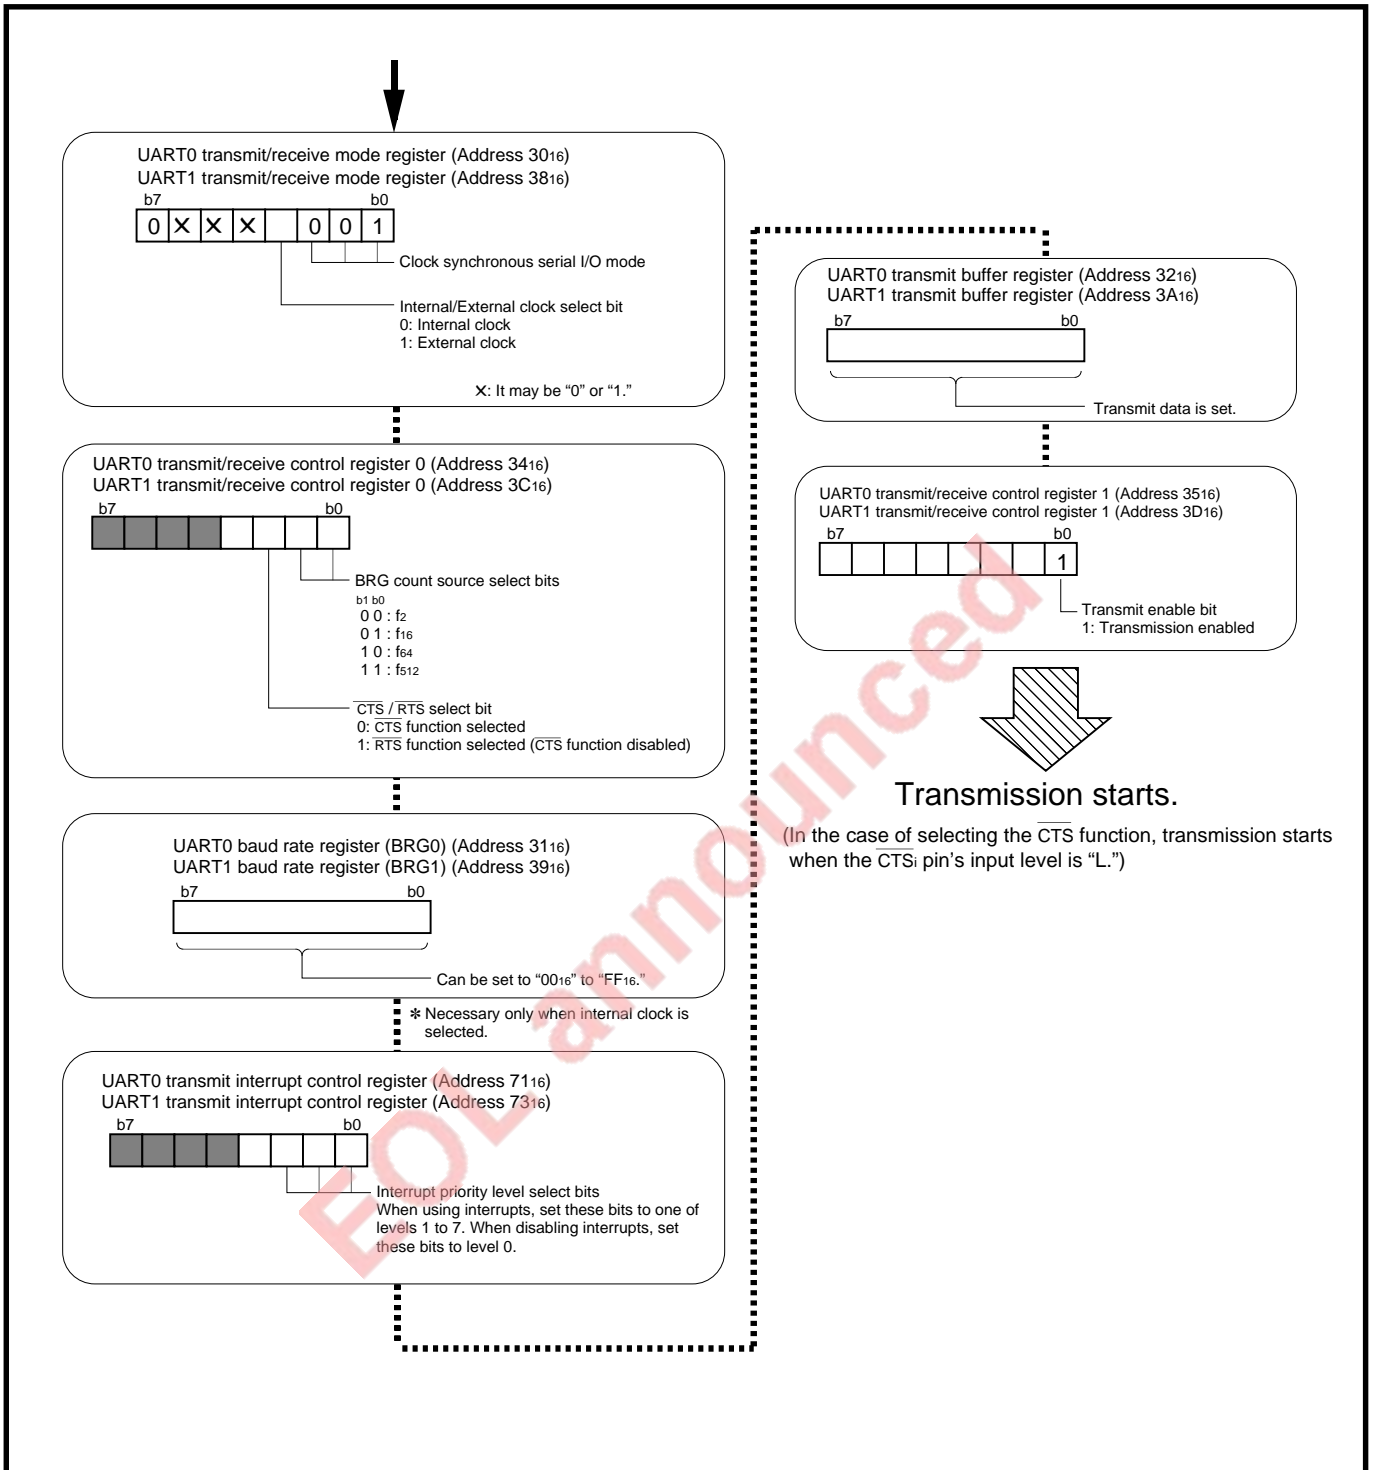 UART0 transmit/receive mode register (Address 3016)
UART1 transmit/receive mode register (Address 3816)
b7 b0
0 ✕ ✕ ✕ 0 0 1
Clock synchronous serial I/O mode
Internal/External clock select bit
0: Internal clock
1: External clock
✕: It may be “0” or “1.”
UART0 transmit/receive control register 0 (Address 3416)
UART1 transmit/receive control register 0 (Address 3C16)
b7 b0
BRG count source select bits
b1 b0
0 0 : f2
0 1 : f16
1 0 : f64
1 1 : f512
CTS / RTS select bit
0: CTS function selected
1: RTS function selected (CTS function disabled)
UART0 baud rate register (BRG0) (Address 3116)
UART1 baud rate register (BRG1) (Address 3916)
b7 b0
Can be set to “0016” to “FF16.”
✻ Necessary only when internal clock is
selected.
UART0 transmit interrupt control register (Address 7116)
UART1 transmit interrupt control register (Address 7316)
b7 b0
Interrupt priority level select bits
When using interrupts, set these bits to one of
levels 1 to 7. When disabling interrupts, set
these bits to level 0.
UART0 transmit buffer register (Address 3216)
UART1 transmit buffer register (Address 3A16)
b7 b0
Transmit data is set.
UART0 transmit/receive control register 1 (Address 3516)
UART1 transmit/receive control register 1 (Address 3D16)
b7 b0
1
Transmit enable bit
1: Transmission enabled
Transmission starts.
(In the case of selecting the CTS function, transmission starts
when the CTSi pin’s input level is “L.”)
EOL announced